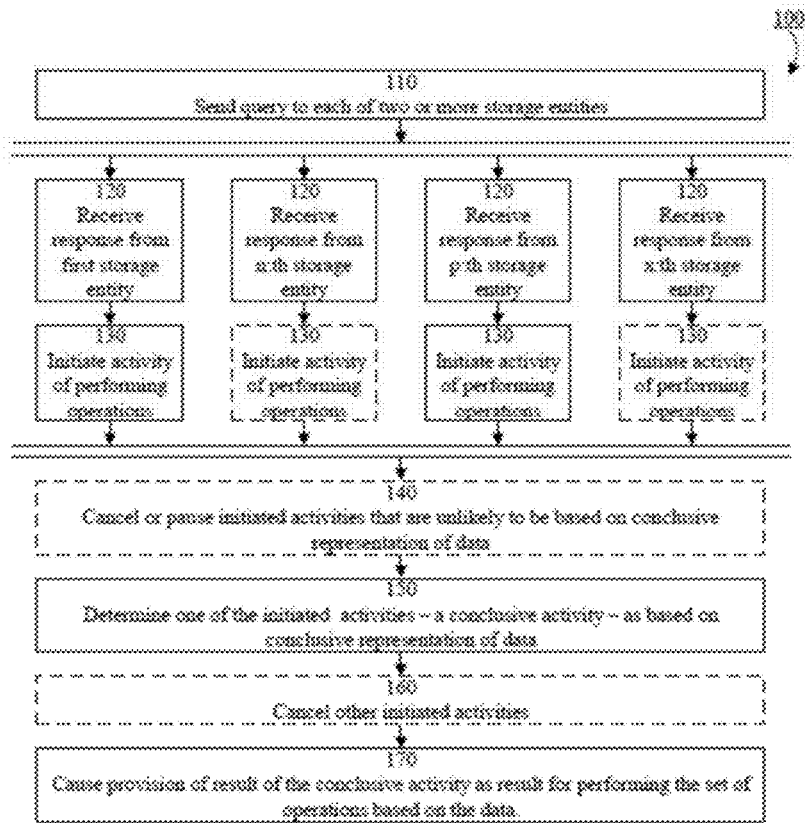 100
110
Send query to each of two or more storage entities
120
Receive
response from
first storage
entity
120
Receive
response from
n:th storage
entity
120
Receive
response from
p:th storage
entity
120
Receive
response from
x:th storage
entity
130
Initiate activity
of performing
operations
130
Initiate activity
of performing
operations
130
Initiate activity
of performing
operations
130
Initiate activity
of performing
operations
140
Cancel or pause initiated activities that are unlikely to be based on conclusive
representation of data
150
Determine one of the initiated activities – a conclusive activity – as based on
conclusive representation of data
160
Cancel other initiated activities
170
Cause provision of result of the conclusive activity as result for performing the set of
operations based on the data.